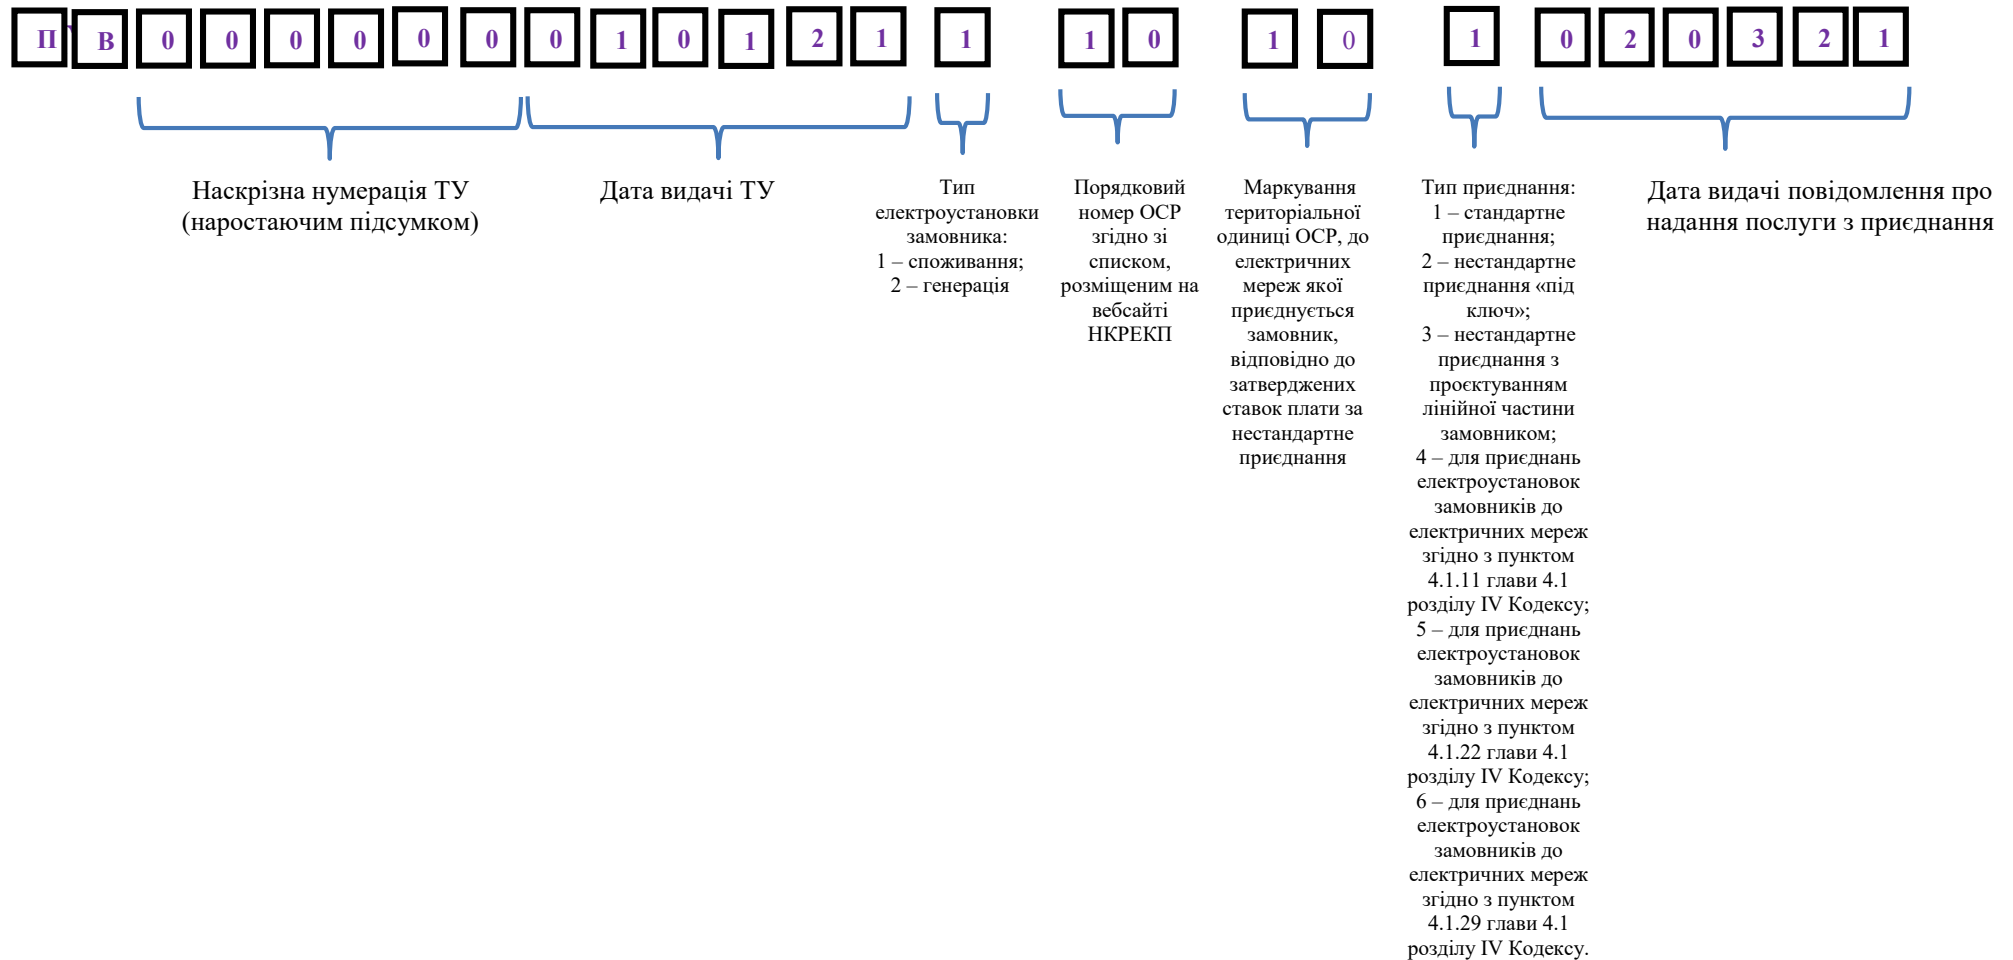 П В 0 0 0 0 0 0 0 1 0 1 2 1 1 1 0 1 0 1 0 2 0 3 2 1
Наскрізна нумерація ТУ
(наростаючим підсумком)
Дата видачі ТУ
Тип
електроустановки
замовника:
1 – споживання;
2 – генерація
Порядковий
номер ОСР
згідно зі
списком,
розміщеним на
вебсайті
НКРЕКП
Маркування
територіальної
одиниці ОСР, до
електричних
мереж якої
приєднується
замовник,
відповідно до
затверджених
ставок плати за
нестандартне
приєднання
Тип приєднання:
1 – стандартне
приєднання;
2 – нестандартне
приєднання «під
ключ»;
3 – нестандартне
приєднання з
проєктуванням
лінійної частини
замовником;
4 – для приєднань
електроустановок
замовників до
електричних мереж
згідно з пунктом
4.1.11 глави 4.1
розділу IV Кодексу;
5 – для приєднань
електроустановок
замовників до
електричних мереж
згідно з пунктом
4.1.22 глави 4.1
розділу IV Кодексу;
6 – для приєднань
електроустановок
замовників до
електричних мереж
згідно з пунктом
4.1.29 глави 4.1
розділу IV Кодексу.
Дата видачі повідомлення про
надання послуги з приєднання